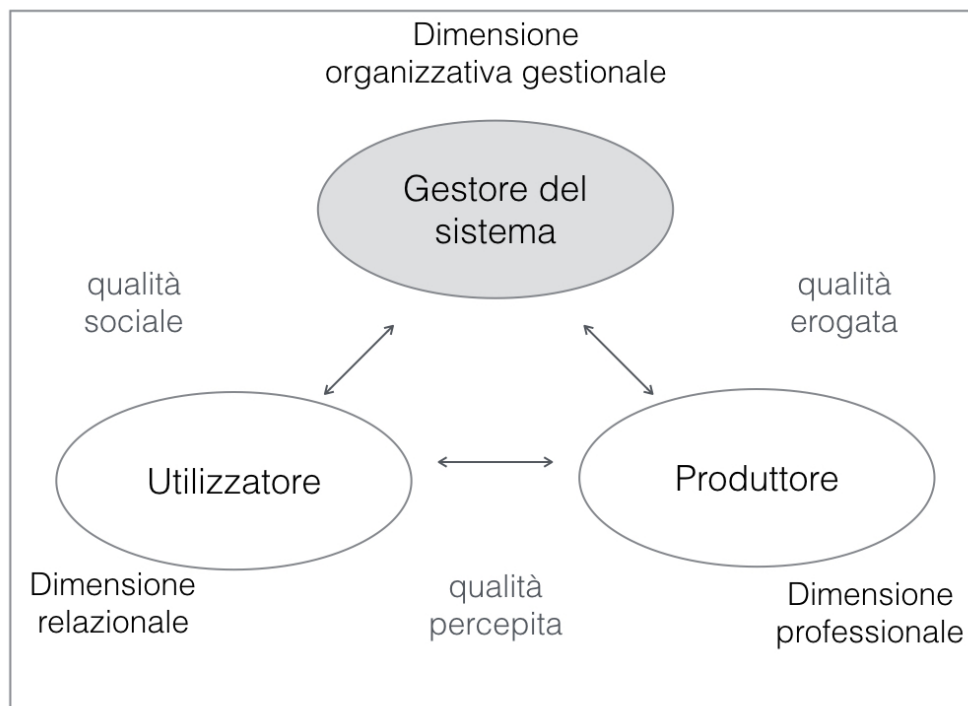 Dimensione
organizzativa gestionale
Gestore del
sistema
qualità
sociale
qualità
erogata
Utilizzatore
Produttore
Dimensione
relazionale
qualità
percepita
Dimensione
professionale